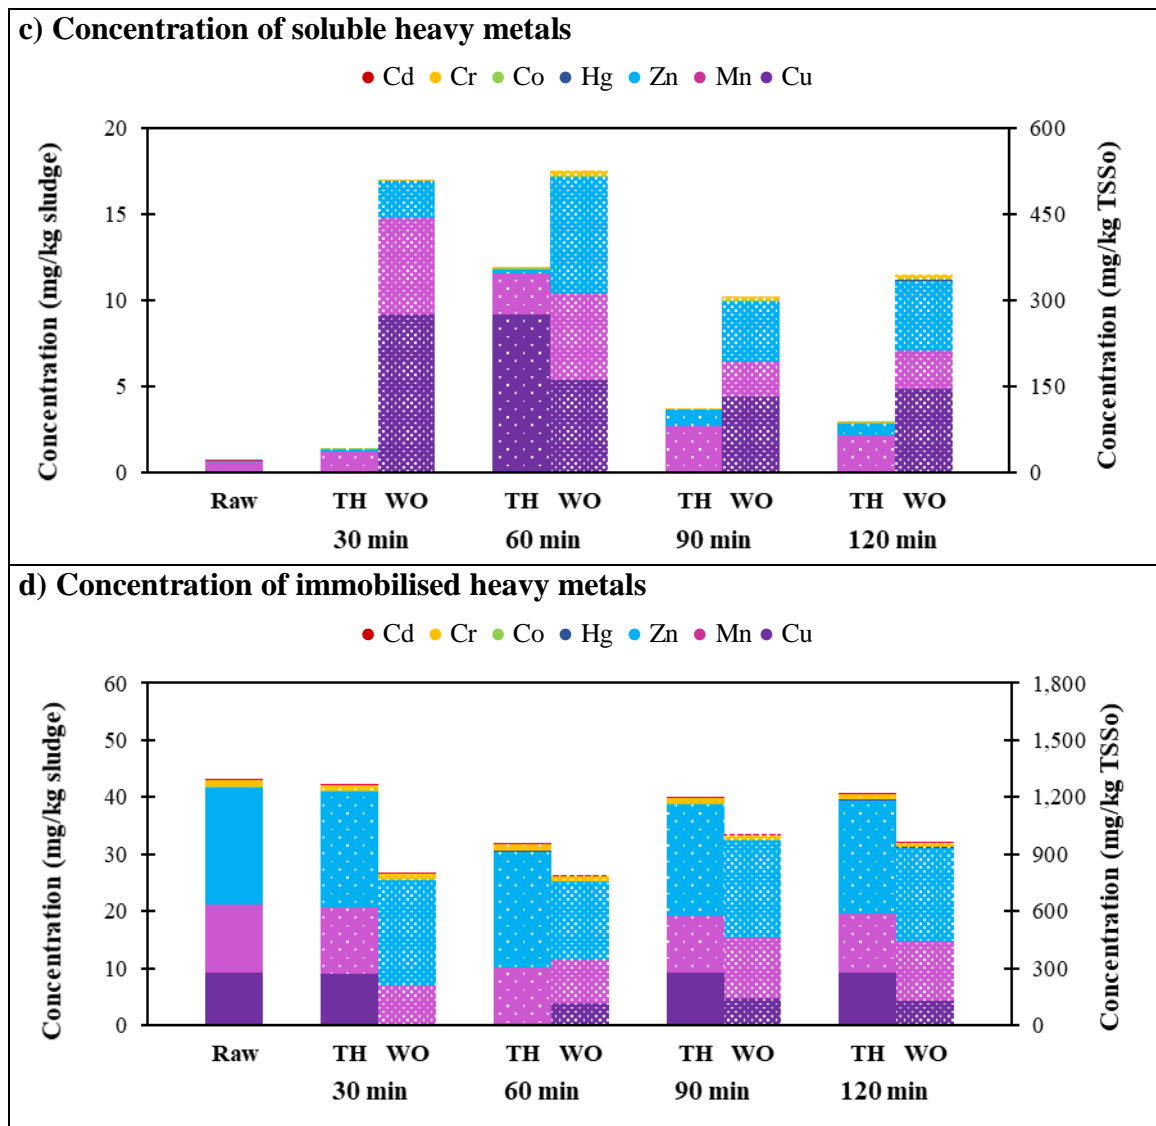 c) Concentration of soluble heavy metals
Cd Cr Co Hg Zn Mn Cu
Concentration (mg/kg sludge)
20
15
10
5
0
600
450
300
150
0
Concentration (mg/kg TSSo)
Raw TH WO TH WO TH WO TH WO
30 min 60 min 90 min 120 min
d) Concentration of immobilised heavy metals
Cd Cr Co Hg Zn Mn Cu
Concentration (mg/kg sludge)
60
50
40
30
20
10
0
1,800
1,500
1,200
900
600
300
0
Concentration (mg/kg TSSo)
Raw TH WO TH WO TH WO TH WO
30 min 60 min 90 min 120 min